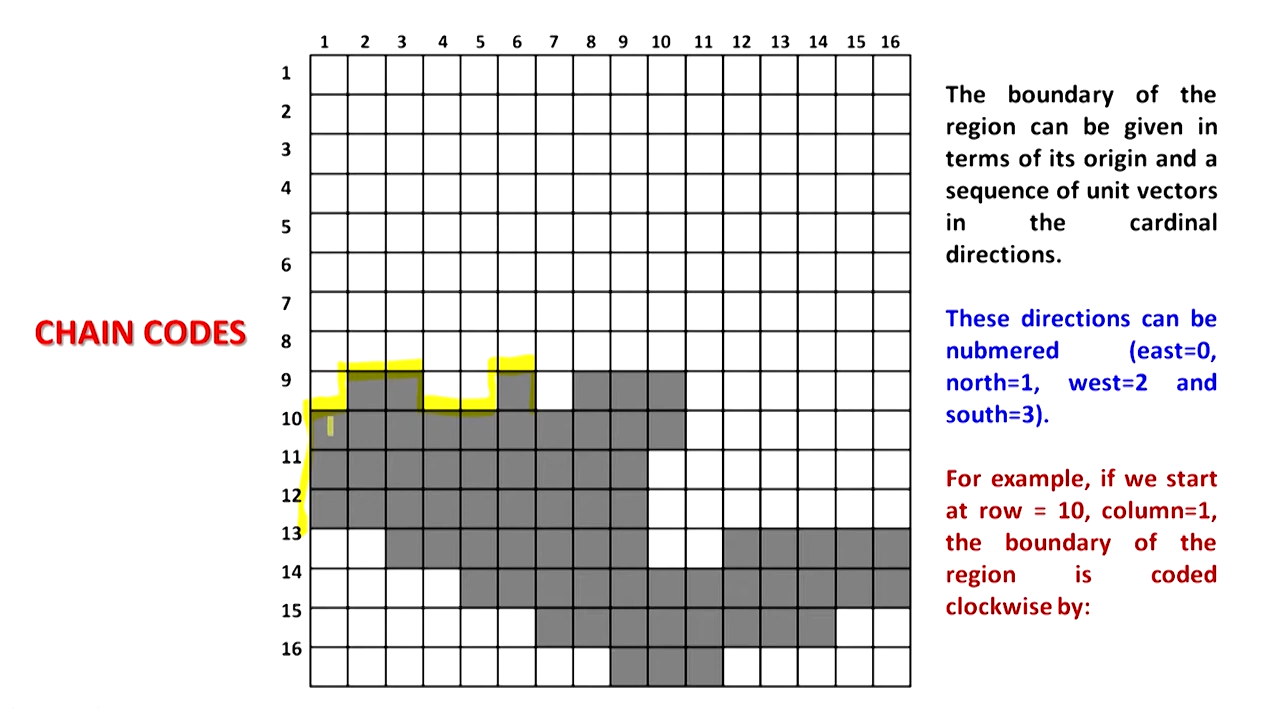 1 2 3 4 5 6 7 8 9 10 11 12 13 14 15 16
1
2
3
4
5
6
7
8
9
10
11
12
13
14
15
16
CHAIN CODES
The boundary of the
region can be given in
terms of its origin and a
sequence of unit vectors
in the cardinal
directions.
These directions can be
nubmered (east=0,
north=1, west=2 and
south=3).
For example, if we start
at row = 10, column=1,
the boundary of the
region is coded
clockwise by: